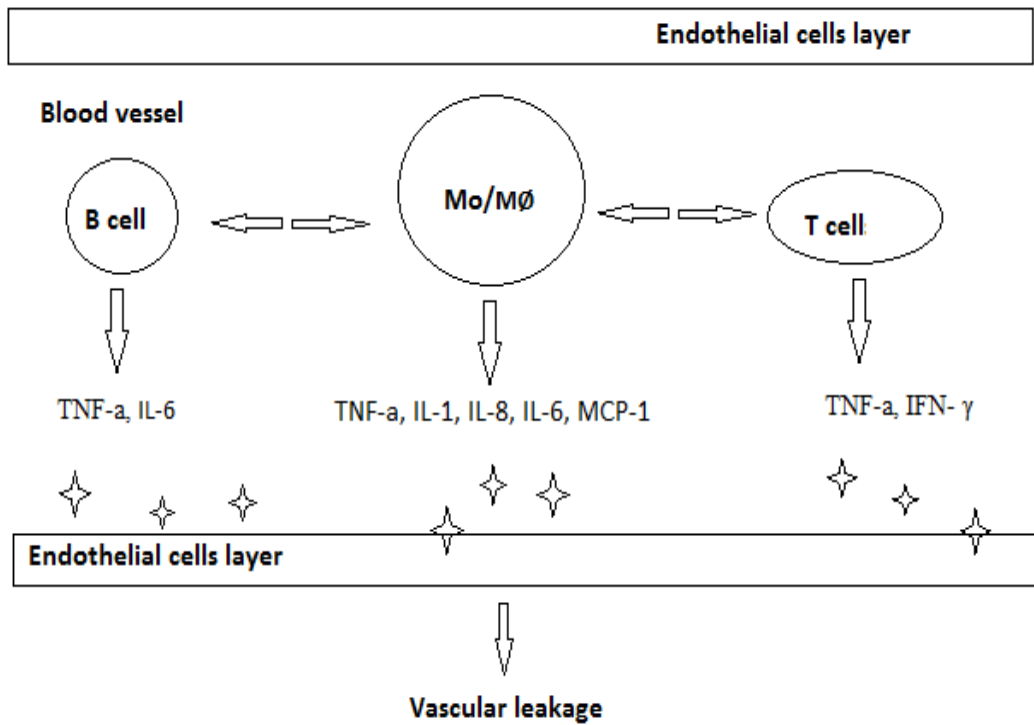 Endothelial cells layer
Blood vessel
B cell
Mo/MØ
T cell
TNF-a, IL-6
TNF-a, IL-1, IL-8, IL-6, MCP-1
TNF-a, IFN- γ
Endothelial cells layer
Vascular leakage